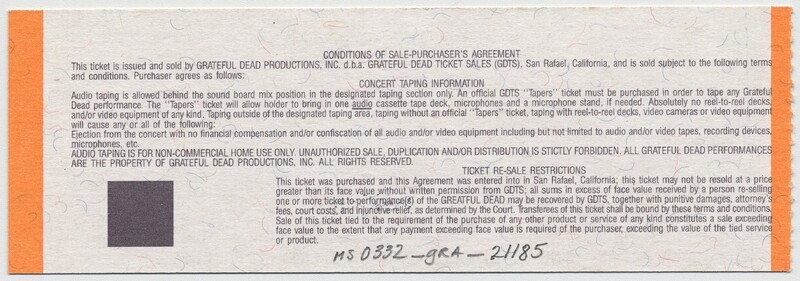 CONDITIONS OF SALE-PURCHASER'S AGREEMENT
This ticket is issued and sold by GRATEFUL DEAD PRODUCTIONS, INC. d.b.a. GRATEFUL DEAD TICKET SALES (GDTS), San Rafael, California, and is sold subject to the following terms
and conditions. Purchaser agrees as follows:
CONCERT TAPING INFORMATION
Audio taping is allowed behind the sound board mix position in the designated taping section only. An official GDTS "Tapers" ticket must be purchased in order to tape any Grateful
Dead performance. The "Tapers" ticket will allow holder to bring in one audio cassette tape deck, microphones and a microphone stand, if needed. Absolutely no reel-to-reel decks,
and/or video equipment of any kind. Taping outside of the designated taping area, taping without an official "Tapers" ticket, taping with reel-to-reel decks, video cameras or video equipment
will cause any or all of the following:
Ejection from the concert with no financial compensation and/or confiscation of all audio and/or video equipment including but not limited to audio and/or video tapes, recording devices,
microphones, etc.
AUDIO TAPING IS FOR NON-COMMERCIAL HOME USE ONLY. UNAUTHORIZED SALE, DUPLICATION AND/OR DISTRIBUTION IS STICTLY FORBIDDEN. ALL GRATEFUL DEAD PERFORMANCES
ARE THE PROPERTY OF GRATEFUL DEAD PRODUCTIONS, INC. ALL RIGHTS RESERVED.
TICKET RE-SALE RESTRICTIONS
This ticket was purchased and this Agreement was entered into in San Rafael, California; this ticket may not be resold at a price
greater than its face value without written permission from GDTS; all sums in excess of face value received by a person re-selling
one or more ticket to performance(s) of the GREATFUL DEAD may be recovered by GDTS, together with punitive damages, attorney's
fees, court costs, and injunctive relief, as determined by the Court. Transferees of this ticket shall be bound by these terms and conditions.
Sale of this ticket tied to the requirement of the purchase of any other product or service of any kind constitutes a sale exceeding
face value to the extent that any payment exceeding face value is required of the purchaser, exceeding the value of the tied service
or product.
MS0332_gRA_21185